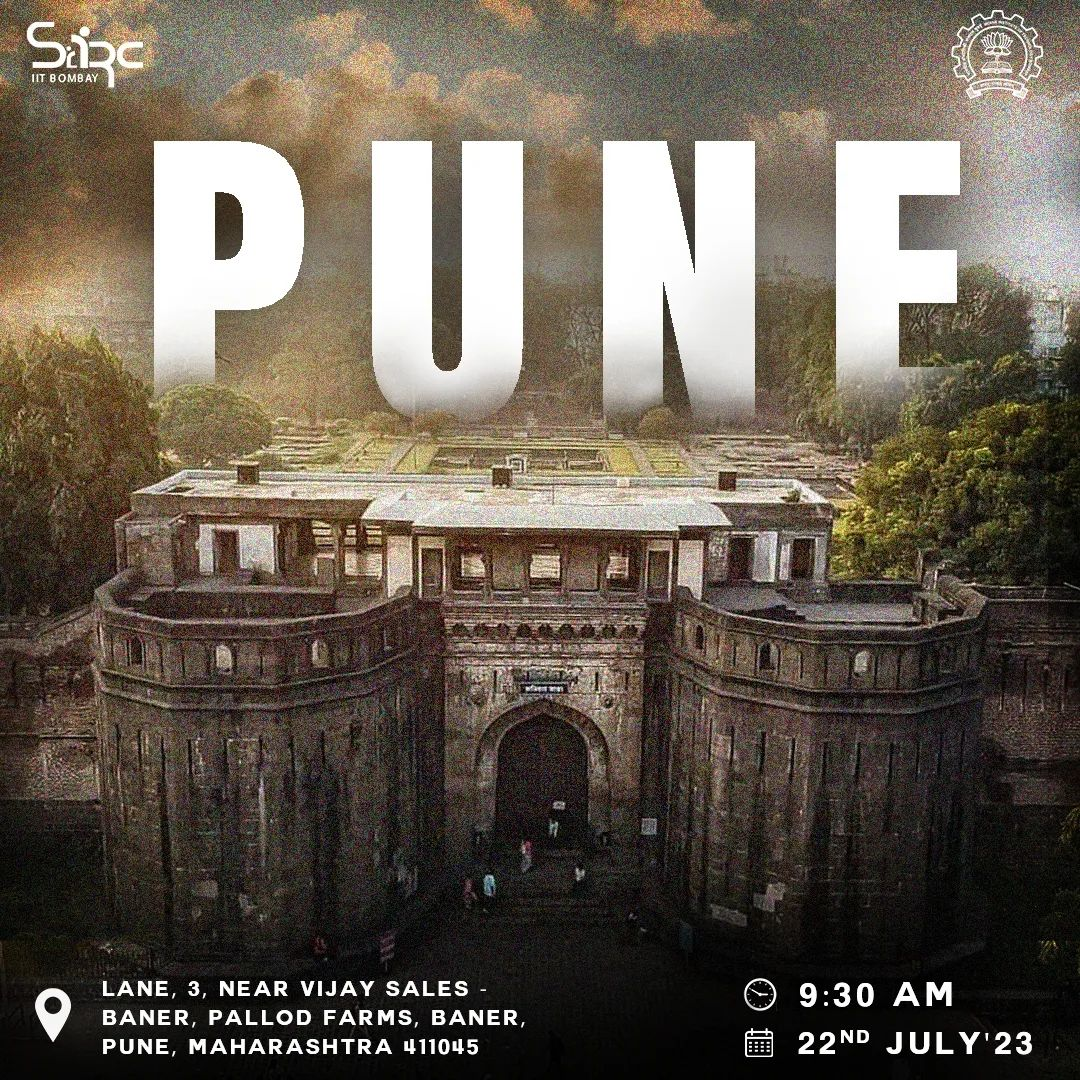 SARC
IIT BOMBAY
PUNE
LANE, 3, NEAR VIJAY SALES -
BANER, PALLOD FARMS, BANER,
PUNE, MAHARASHTRA 411045
9:30 AM
22ND JULY'23